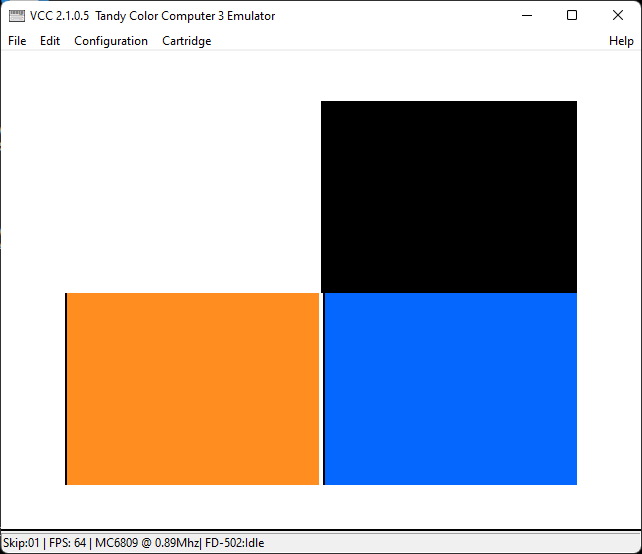 VCC 2.1.0.5 Tandy Color Computer 3 Emulator
File Edit Configuration Cartridge Help
Skip:01 | FPS: 64 | MC6809 @ 0.89Mhz| FD-502:Idle